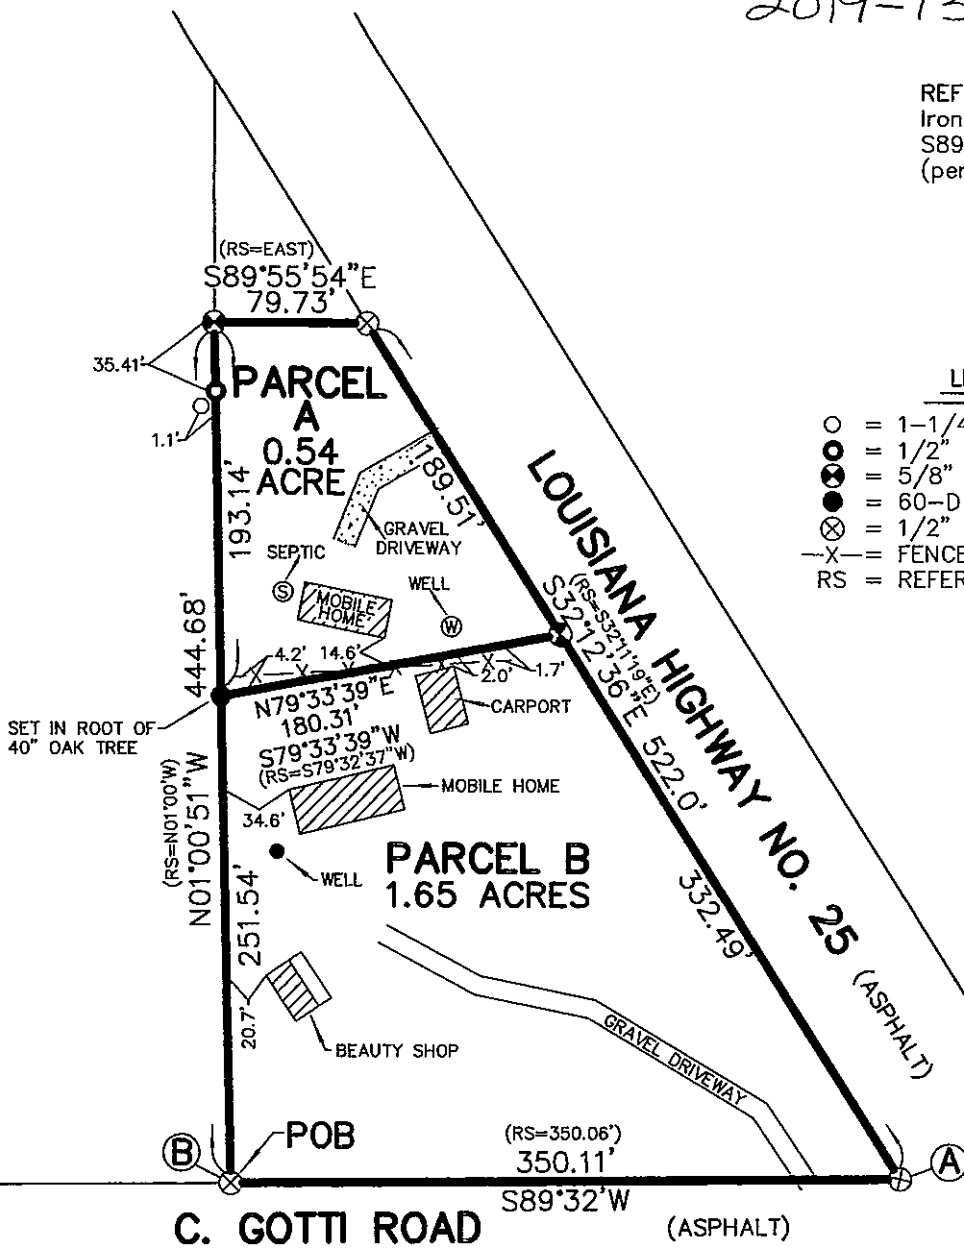 2019-13
REF
Iron
S89
(per
(RS=EAST)
S89°55'54"E
79.73'
35.41'
1.1'
PARCEL
A
0.54
ACRE
193.14'
189.51'
GRAVEL
DRIVEWAY
SEPTIC
S
MOBILE
HOME
WELL
W
LOUISIANA HIGHWAY NO. 25
(ASPHALT)
L
○ = 1-1/4
= 1/2"
= 5/8"
● = 60-D
⊗ = 1/2"
—X— = FENCE
RS = REFER
444.68'
4.2'
14.6'
2.0'
1.7'
X X X X X X
(RS=S32°11'19"E)
S32°12'36"E 522.0'
N79°33'39"E
180.31'
S79°33'39"W
(RS=S79°32'37"W)
CARPORT
SET IN ROOT OF
40" OAK TREE
MOBILE HOME
34.6'
(RS=N01°00'W)
N01°00'51"W
WELL
PARCEL B
1.65 ACRES
332.49'
251.54'
20.7'
BEAUTY SHOP
GRAVEL DRIVEWAY
B
POB
(RS=350.06')
350.11'
S89°32'W
A
C. GOTTI ROAD
(ASPHALT)